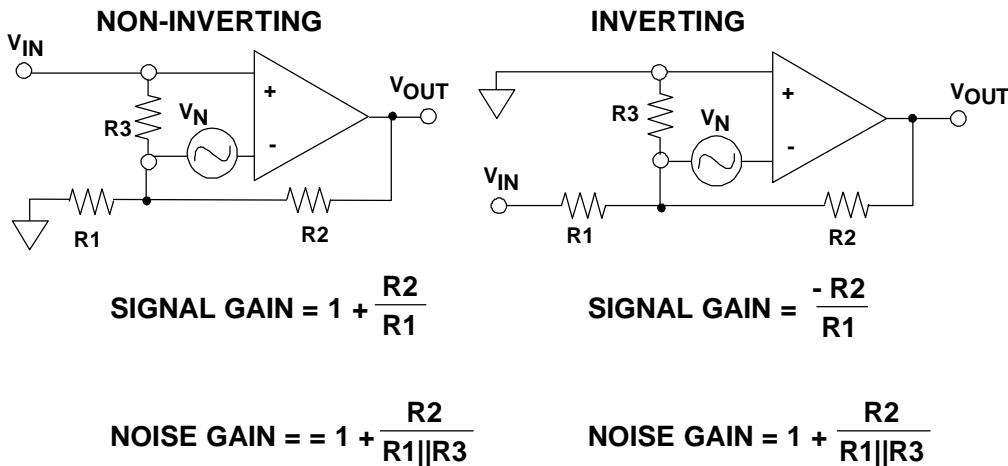 NON-INVERTING
INVERTING
VIN
VOUT
R3
VN
+
-
R1
R2
VOUT
R3
VN
+
-
VIN
R1
R2
SIGNAL GAIN = 1 + R2
R1
SIGNAL GAIN = - R2
R1
NOISE GAIN = = 1 + R2
R1||R3
NOISE GAIN = 1 + R2
R1||R3